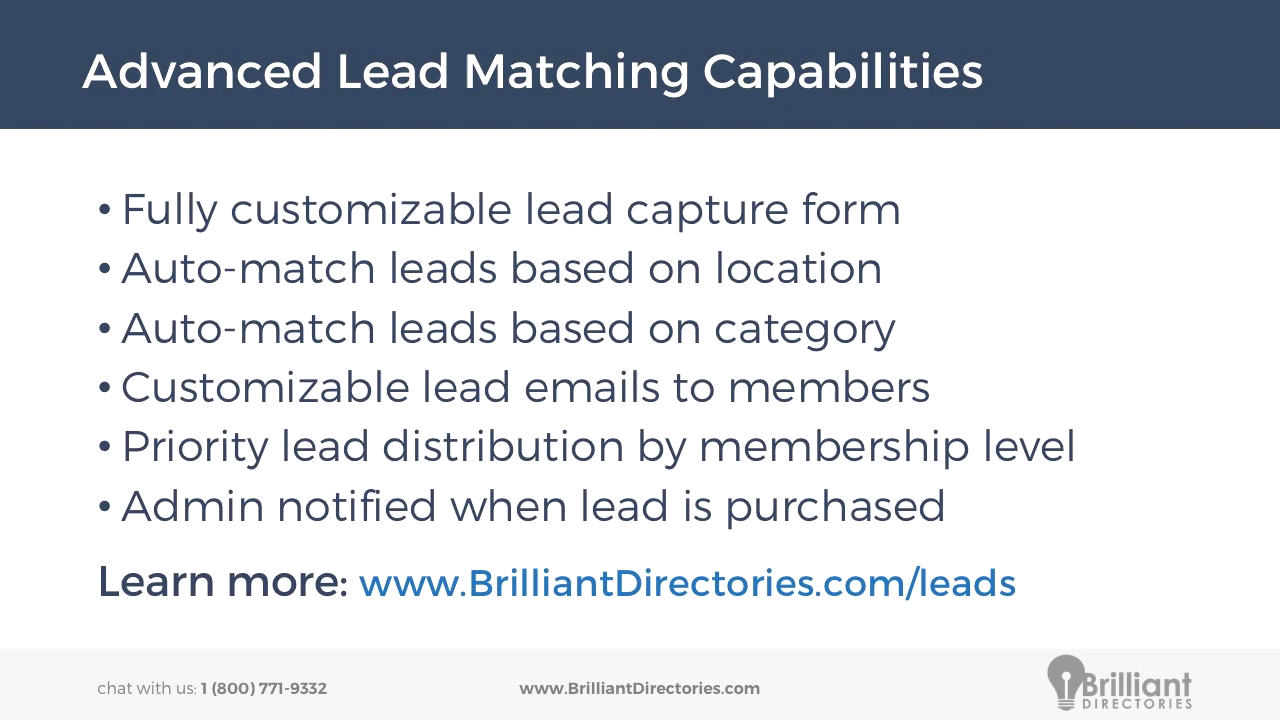 Advanced Lead Matching Capabilities
• Fully customizable lead capture form
• Auto-match leads based on location
• Auto-match leads based on category
• Customizable lead emails to members
• Priority lead distribution by membership level
• Admin notified when lead is purchased
Learn more: www.BrilliantDirectories.com/leads
chat with us: 1 (800) 771-9332 www.BrilliantDirectories.com
Brilliant
DIRECTORIES